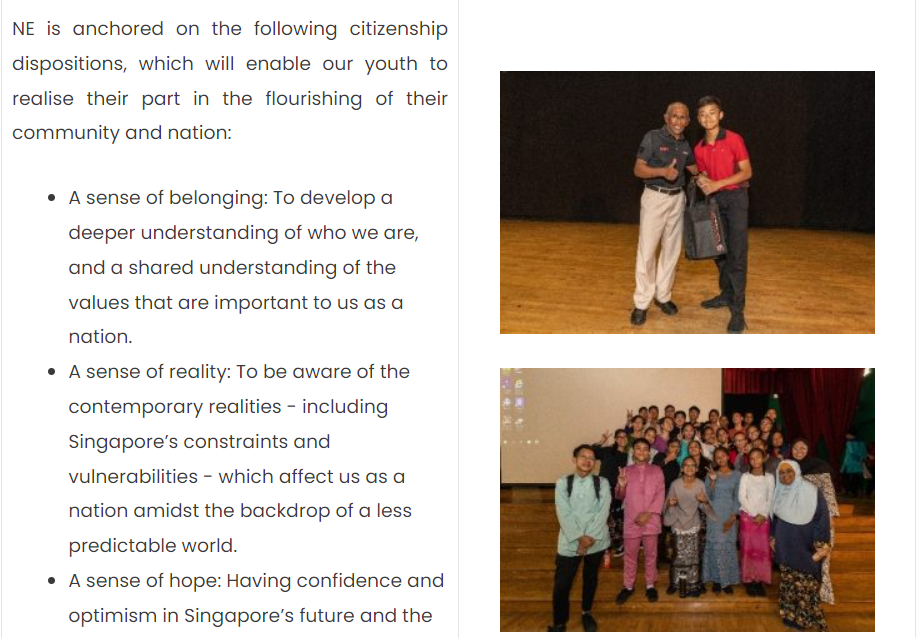 NE is anchored on the following citizenship
dispositions, which will enable our youth to
realise their part in the flourishing of their
community and nation:
A sense of belonging: To develop a
deeper understanding of who we are,
and a shared understanding of the
values that are important to us as a
nation.
A sense of reality: To be aware of the
contemporary realities - including
Singapore’s constraints and
vulnerabilities - which affect us as a
nation amidst the backdrop of a less
predictable world.
A sense of hope: Having confidence and
optimism in Singapore’s future and the